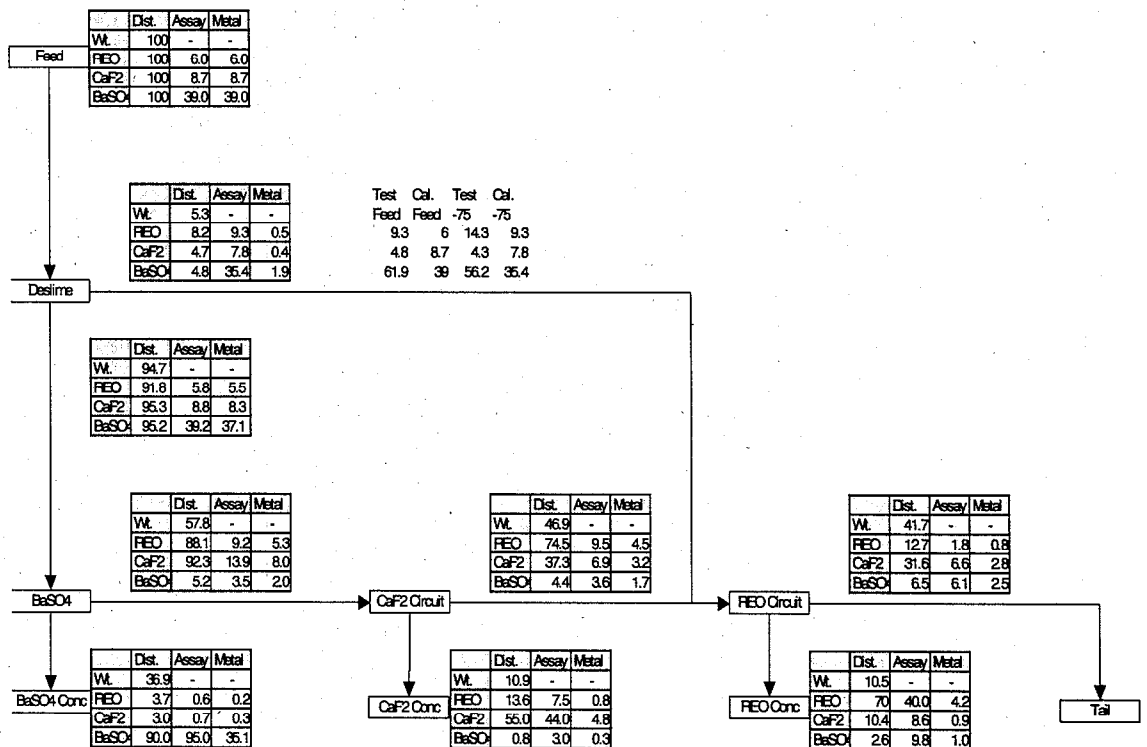 Dist. Assay Metal
Wt. 100 - -
REO 100 6.0 6.0
CaF2 100 8.7 8.7
BaSO4 100 39.0 39.0
Feed
Dist. Assay Metal
Wt. 5.3 - -
REO 8.2 9.3 0.5
CaF2 4.7 7.8 0.4
BaSO4 4.8 35.4 1.9
Test Cal. Test Cal.
Feed Feed -75 -75
9.3 6 14.3 9.3
4.8 8.7 4.3 7.8
61.9 39 56.2 35.4
Deslime
Dist. Assay Metal
Wt. 94.7 - -
REO 91.8 5.8 5.5
CaF2 95.3 8.8 8.3
BaSO4 95.2 39.2 37.1
Dist. Assay Metal
Wt. 57.8 - -
REO 88.1 9.2 5.3
CaF2 92.3 13.9 8.0
BaSO4 5.2 3.5 2.0
Dist. Assay Metal
Wt. 46.9 - -
REO 74.5 9.5 4.5
CaF2 37.3 6.9 3.2
BaSO4 4.4 3.6 1.7
Dist. Assay Metal
Wt. 41.7 - -
REO 12.7 1.8 0.8
CaF2 31.6 6.6 2.8
BaSO4 6.5 6.1 2.5
BaSO4
CaF2 Circuit
REO Circuit
Dist. Assay Metal
Wt. 36.9 - -
REO 3.7 0.6 0.2
CaF2 3.0 0.7 0.3
BaSO4 90.0 95.0 35.1
BaSO4 Conc
Dist. Assay Metal
Wt. 10.9 - -
REO 13.6 7.5 0.8
CaF2 55.0 44.0 4.8
BaSO4 0.8 3.0 0.3
CaF2 Conc
Dist. Assay Metal
Wt. 10.5 - -
REO 70 40.0 4.2
CaF2 10.4 8.6 0.9
BaSO4 2.6 9.8 1.0
REO Conc
Tail